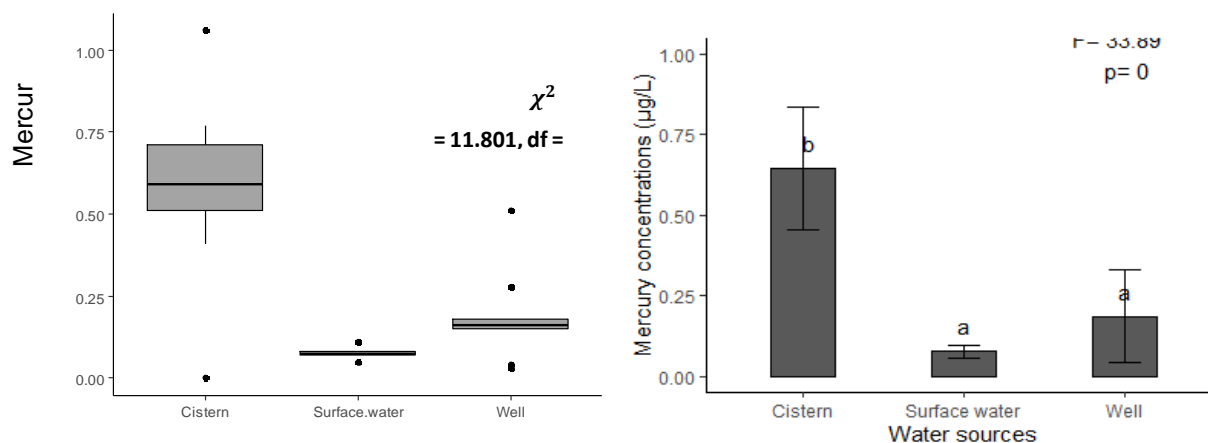 Mercur
1.00
0.75
0.50
0.25
0.00
χ²
= 11.801, df =
Cistern
Surface.water
Well
Mercury concentrations (µg/L)
1.00
0.75
0.50
0.25
0.00
F= 33.89
p= 0
b
a
a
Cistern
Surface water
Well
Water sources